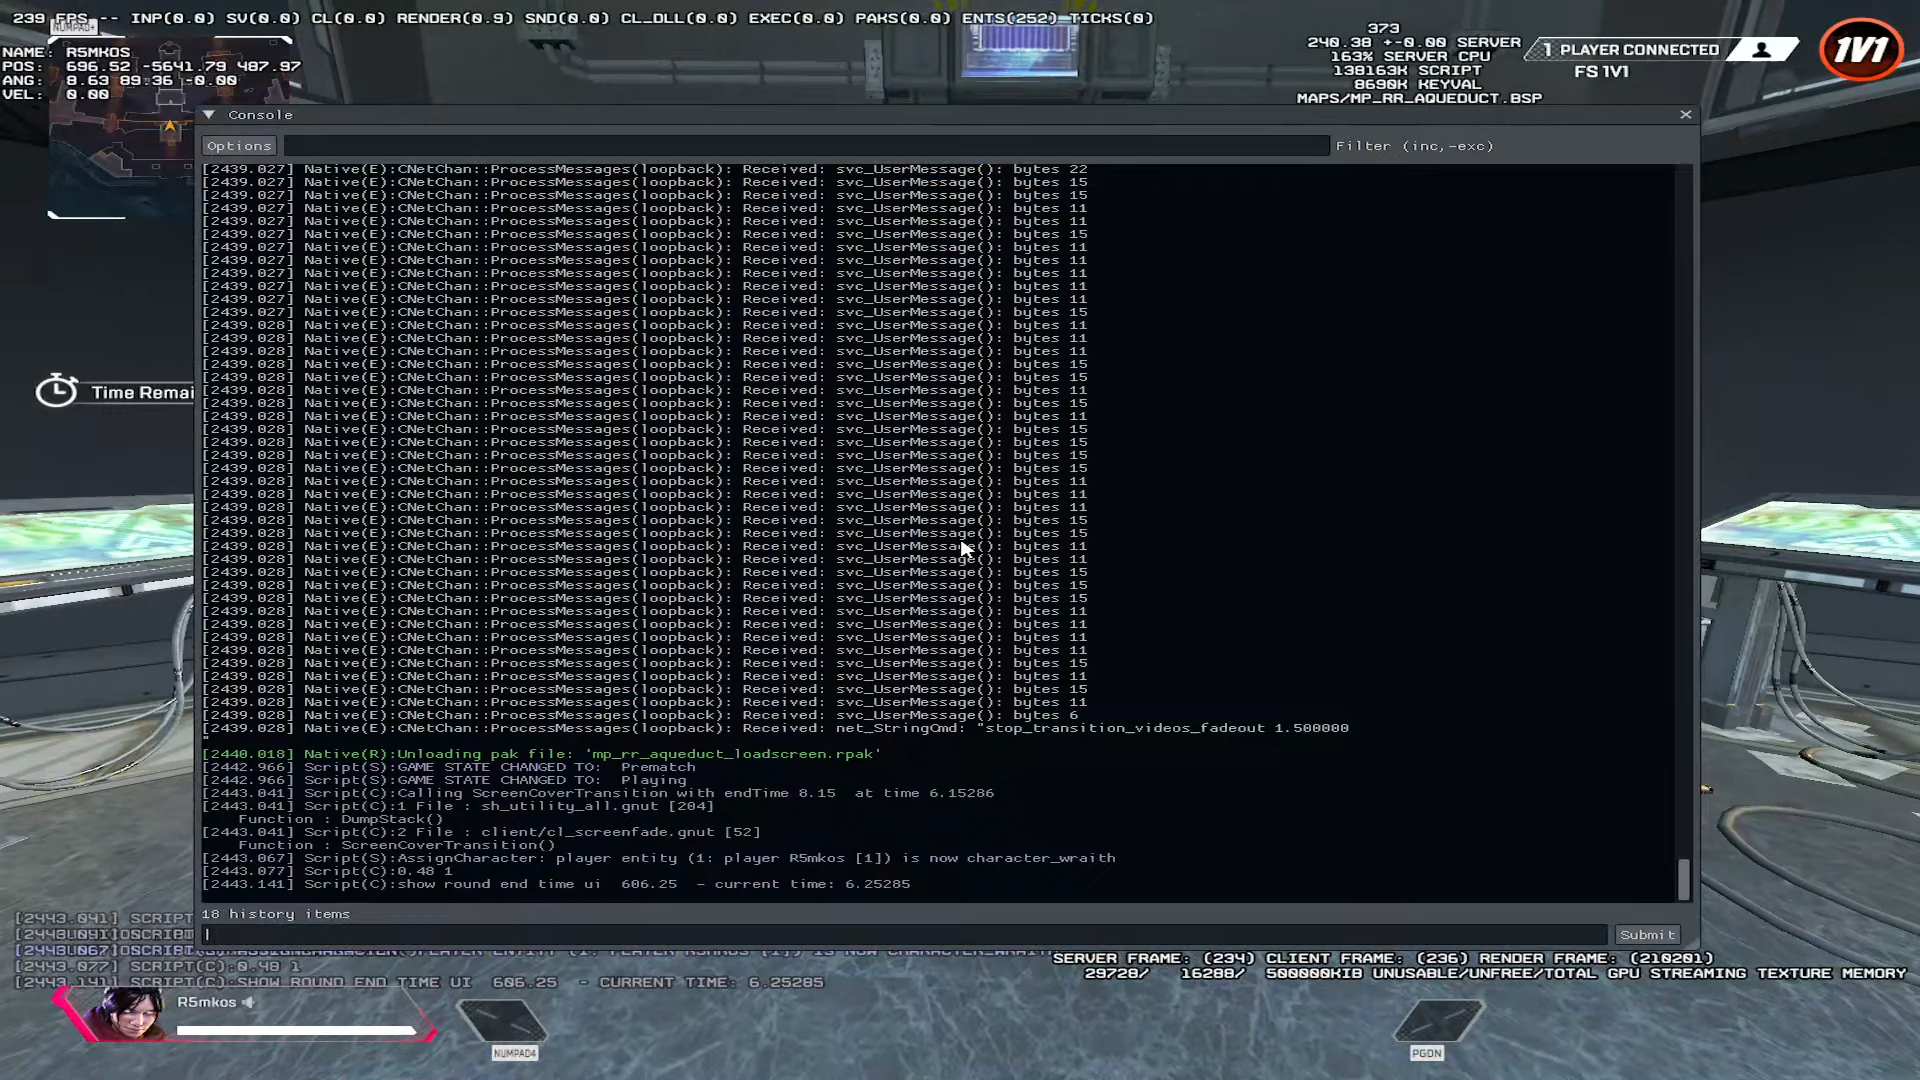 239 FPS -- INP(0.0) SV(0.0) CL(0.0) RENDER(0.9) SND(0.0) CL_DLL(0.0) EXEC(0.0) PAKS(0.0) ENTS(252) TICKS(0)
NUMPAD+
NAME: R5MKOS
POS: 696.52 -5641.79 487.97
ANG: 8.63 89.36 -0.00
VEL: 0.00
373
240.38 +-0.00 SERVER
163% SERVER CPU
130163K SCRIPT
8690K KEYVAL
MAPS/MP_RR_AQUEDUCT.BSP
1 PLAYER CONNECTED
FS 1V1
1V1
Console
Options
Filter (inc,-exc)
[2439.027] Native(E):CNetChan::ProcessMessages(loopback): Received: svc_UserMessage(): bytes 22
[2439.027] Native(E):CNetChan::ProcessMessages(loopback): Received: svc_UserMessage(): bytes 15
[2439.027] Native(E):CNetChan::ProcessMessages(loopback): Received: svc_UserMessage(): bytes 15
[2439.027] Native(E):CNetChan::ProcessMessages(loopback): Received: svc_UserMessage(): bytes 11
[2439.027] Native(E):CNetChan::ProcessMessages(loopback): Received: svc_UserMessage(): bytes 11
[2439.027] Native(E):CNetChan::ProcessMessages(loopback): Received: svc_UserMessage(): bytes 15
[2439.027] Native(E):CNetChan::ProcessMessages(loopback): Received: svc_UserMessage(): bytes 11
[2439.027] Native(E):CNetChan::ProcessMessages(loopback): Received: svc_UserMessage(): bytes 11
[2439.027] Native(E):CNetChan::ProcessMessages(loopback): Received: svc_UserMessage(): bytes 11
[2439.027] Native(E):CNetChan::ProcessMessages(loopback): Received: svc_UserMessage(): bytes 11
[2439.027] Native(E):CNetChan::ProcessMessages(loopback): Received: svc_UserMessage(): bytes 11
[2439.027] Native(E):CNetChan::ProcessMessages(loopback): Received: svc_UserMessage(): bytes 15
[2439.028] Native(E):CNetChan::ProcessMessages(loopback): Received: svc_UserMessage(): bytes 11
[2439.028] Native(E):CNetChan::ProcessMessages(loopback): Received: svc_UserMessage(): bytes 11
[2439.028] Native(E):CNetChan::ProcessMessages(loopback): Received: svc_UserMessage(): bytes 11
[2439.028] Native(E):CNetChan::ProcessMessages(loopback): Received: svc_UserMessage(): bytes 15
[2439.028] Native(E):CNetChan::ProcessMessages(loopback): Received: svc_UserMessage(): bytes 15
[2439.028] Native(E):CNetChan::ProcessMessages(loopback): Received: svc_UserMessage(): bytes 11
[2439.028] Native(E):CNetChan::ProcessMessages(loopback): Received: svc_UserMessage(): bytes 15
[2439.028] Native(E):CNetChan::ProcessMessages(loopback): Received: svc_UserMessage(): bytes 11
[2439.028] Native(E):CNetChan::ProcessMessages(loopback): Received: svc_UserMessage(): bytes 15
[2439.028] Native(E):CNetChan::ProcessMessages(loopback): Received: svc_UserMessage(): bytes 15
[2439.028] Native(E):CNetChan::ProcessMessages(loopback): Received: svc_UserMessage(): bytes 15
[2439.028] Native(E):CNetChan::ProcessMessages(loopback): Received: svc_UserMessage(): bytes 15
[2439.028] Native(E):CNetChan::ProcessMessages(loopback): Received: svc_UserMessage(): bytes 11
[2439.028] Native(E):CNetChan::ProcessMessages(loopback): Received: svc_UserMessage(): bytes 11
[2439.028] Native(E):CNetChan::ProcessMessages(loopback): Received: svc_UserMessage(): bytes 11
[2439.028] Native(E):CNetChan::ProcessMessages(loopback): Received: svc_UserMessage(): bytes 15
[2439.028] Native(E):CNetChan::ProcessMessages(loopback): Received: svc_UserMessage(): bytes 15
[2439.028] Native(E):CNetChan::ProcessMessages(loopback): Received: svc_UserMessage(): bytes 11
[2439.028] Native(E):CNetChan::ProcessMessages(loopback): Received: svc_UserMessage(): bytes 11
[2439.028] Native(E):CNetChan::ProcessMessages(loopback): Received: svc_UserMessage(): bytes 15
[2439.028] Native(E):CNetChan::ProcessMessages(loopback): Received: svc_UserMessage(): bytes 15
[2439.028] Native(E):CNetChan::ProcessMessages(loopback): Received: svc_UserMessage(): bytes 15
[2439.028] Native(E):CNetChan::ProcessMessages(loopback): Received: svc_UserMessage(): bytes 11
[2439.028] Native(E):CNetChan::ProcessMessages(loopback): Received: svc_UserMessage(): bytes 11
[2439.028] Native(E):CNetChan::ProcessMessages(loopback): Received: svc_UserMessage(): bytes 11
[2439.028] Native(E):CNetChan::ProcessMessages(loopback): Received: svc_UserMessage(): bytes 11
[2439.028] Native(E):CNetChan::ProcessMessages(loopback): Received: svc_UserMessage(): bytes 15
[2439.028] Native(E):CNetChan::ProcessMessages(loopback): Received: svc_UserMessage(): bytes 11
[2439.028] Native(E):CNetChan::ProcessMessages(loopback): Received: svc_UserMessage(): bytes 15
[2439.028] Native(E):CNetChan::ProcessMessages(loopback): Received: svc_UserMessage(): bytes 11
[2439.028] Native(E):CNetChan::ProcessMessages(loopback): Received: svc_UserMessage(): bytes 6
[2439.028] Native(E):CNetChan::ProcessMessages(loopback): Received: net_StringCmd: "stop_transition_videos_fadeout 1.500000
"
[2440.018] Native(R):Unloading pak file: 'mp_rr_aqueduct_loadscreen.rpak'
[2442.966] Script(S):GAME STATE CHANGED TO: Prematch
[2442.966] Script(S):GAME STATE CHANGED TO: Playing
[2443.041] Script(C):Calling ScreenCoverTransition with endTime 8.15 at time 6.15286
[2443.041] Script(C):1 File : sh_utility_all.gnut [204]
Function : DumpStack()
[2443.041] Script(C):2 File : client/cl_screenfade.gnut [52]
Function : ScreenCoverTransition()
[2443.067] Script(S):AssignCharacter: player entity (1: player R5mkos [1]) is now character_wraith
[2443.077] Script(C):0.48 1
[2443.141] Script(C):show round end time ui 606.25 - current time: 6.25285
18 history items
Submit
Time Remai
[2443.041] SCRIPT
[2443.077] SCRIPT(C):0.48 1
[2443.141] SCRIPT(C):SHOW ROUND END TIME UI 606.25 - CURRENT TIME: 6.25285
SERVER FRAME: (234) CLIENT FRAME: (236) RENDER FRAME: (210201)
29728/ 16288/ 500000KIB UNUSABLE/UNFREE/TOTAL GPU STREAMING TEXTURE MEMORY
R5mkos
NUMPAD4
PGDN